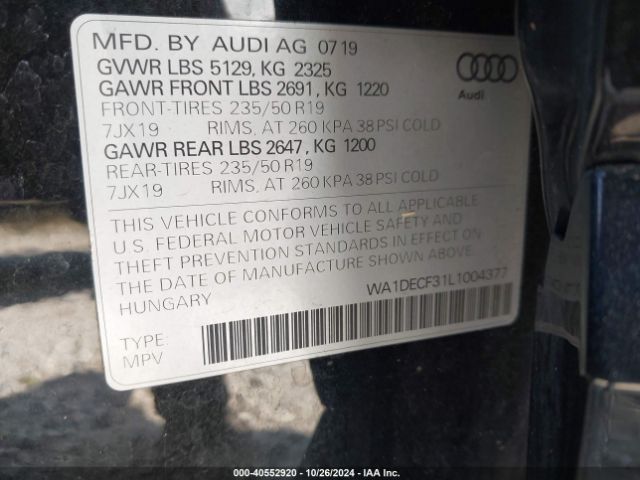 MFD. BY AUDI AG 07 19
GVWR LBS 5129, KG 2325
GAWR FRONT LBS 2691, KG 1220
FRONT-TIRES 235/50 R19
7JX19 RIMS, AT 260 KPA 38 PSI COLD
GAWR REAR LBS 2647, KG 1200
REAR-TIRES 235/50 R19
7JX19 RIMS, AT 260 KPA 38 PSI COLD
Audi
THIS VEHICLE CONFORMS TO ALL APPLICABLE
U.S. FEDERAL MOTOR VEHICLE SAFETY AND
THEFT PREVENTION STANDARDS IN EFFECT ON
THE DATE OF MANUFACTURE SHOWN ABOVE.
HUNGARY
WA1DECF31L1004377
TYPE
MPV
000-40552920 - 10/26/2024 - IAA Inc.